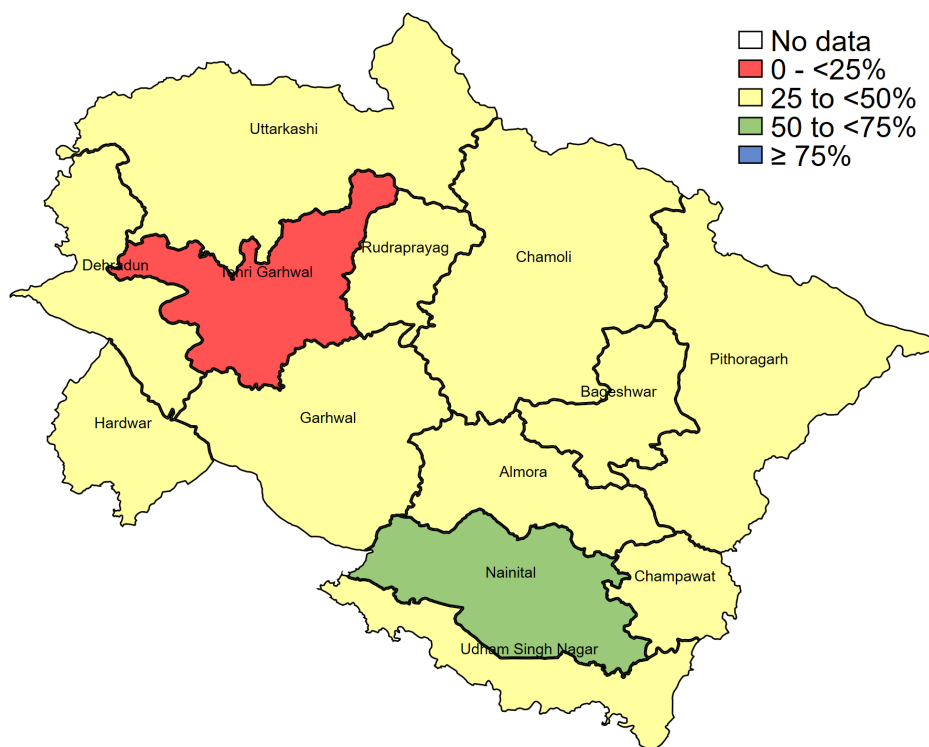 No data
0 - <25%
25 to <50%
50 to <75%
≥ 75%
Uttarkashi
Rudraprayag
Chamoli
Dehradun
Tehri Garhwal
Pithoragarh
Bageshwar
Hardwar
Garhwal
Almora
Nainital
Champawat
Udham Singh Nagar